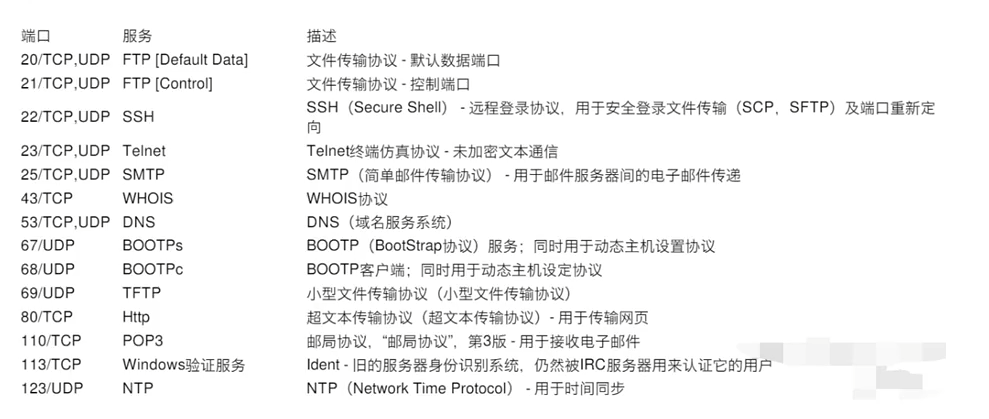 端口 服务 描述
20/TCP,UDP FTP [Default Data] 文件传输协议 - 默认数据端口
21/TCP,UDP FTP [Control] 文件传输协议 - 控制端口
22/TCP,UDP SSH SSH（Secure Shell） - 远程登录协议，用于安全登录文件传输（SCP，SFTP）及端口重新定
向
23/TCP,UDP Telnet Telnet终端仿真协议 - 未加密文本通信
25/TCP,UDP SMTP SMTP（简单邮件传输协议） - 用于邮件服务器间的电子邮件传递
43/TCP WHOIS WHOIS协议
53/TCP,UDP DNS DNS（域名服务系统）
67/UDP BOOTPs BOOTP（BootStrap协议）服务；同时用于动态主机设置协议
68/UDP BOOTPc BOOTP客户端；同时用于动态主机设定协议
69/UDP TFTP 小型文件传输协议（小型文件传输协议）
80/TCP Http 超文本传输协议（超文本传输协议）- 用于传输网页
110/TCP POP3 邮局协议，“邮局协议”，第3版 - 用于接收电子邮件
113/TCP Windows验证服务 Ident - 旧的服务器身份识别系统，仍然被IRC服务器用来认证它的用户
123/UDP NTP NTP（Network Time Protocol） - 用于时间同步